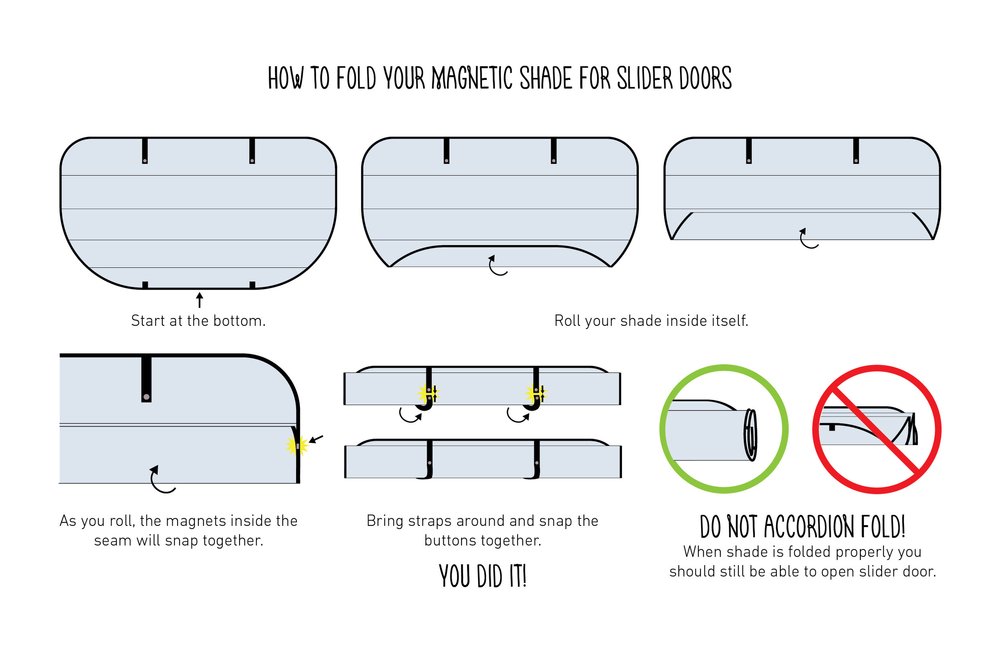 HOW TO FOLD YOUR MAGNETIC SHADE FOR SLIDER DOORS
Start at the bottom.
Roll your shade inside itself.
As you roll, the magnets inside the
seam will snap together.
Bring straps around and snap the
buttons together.
YOU DID IT!
DO NOT ACCORDION FOLD!
When shade is folded properly you
should still be able to open slider door.